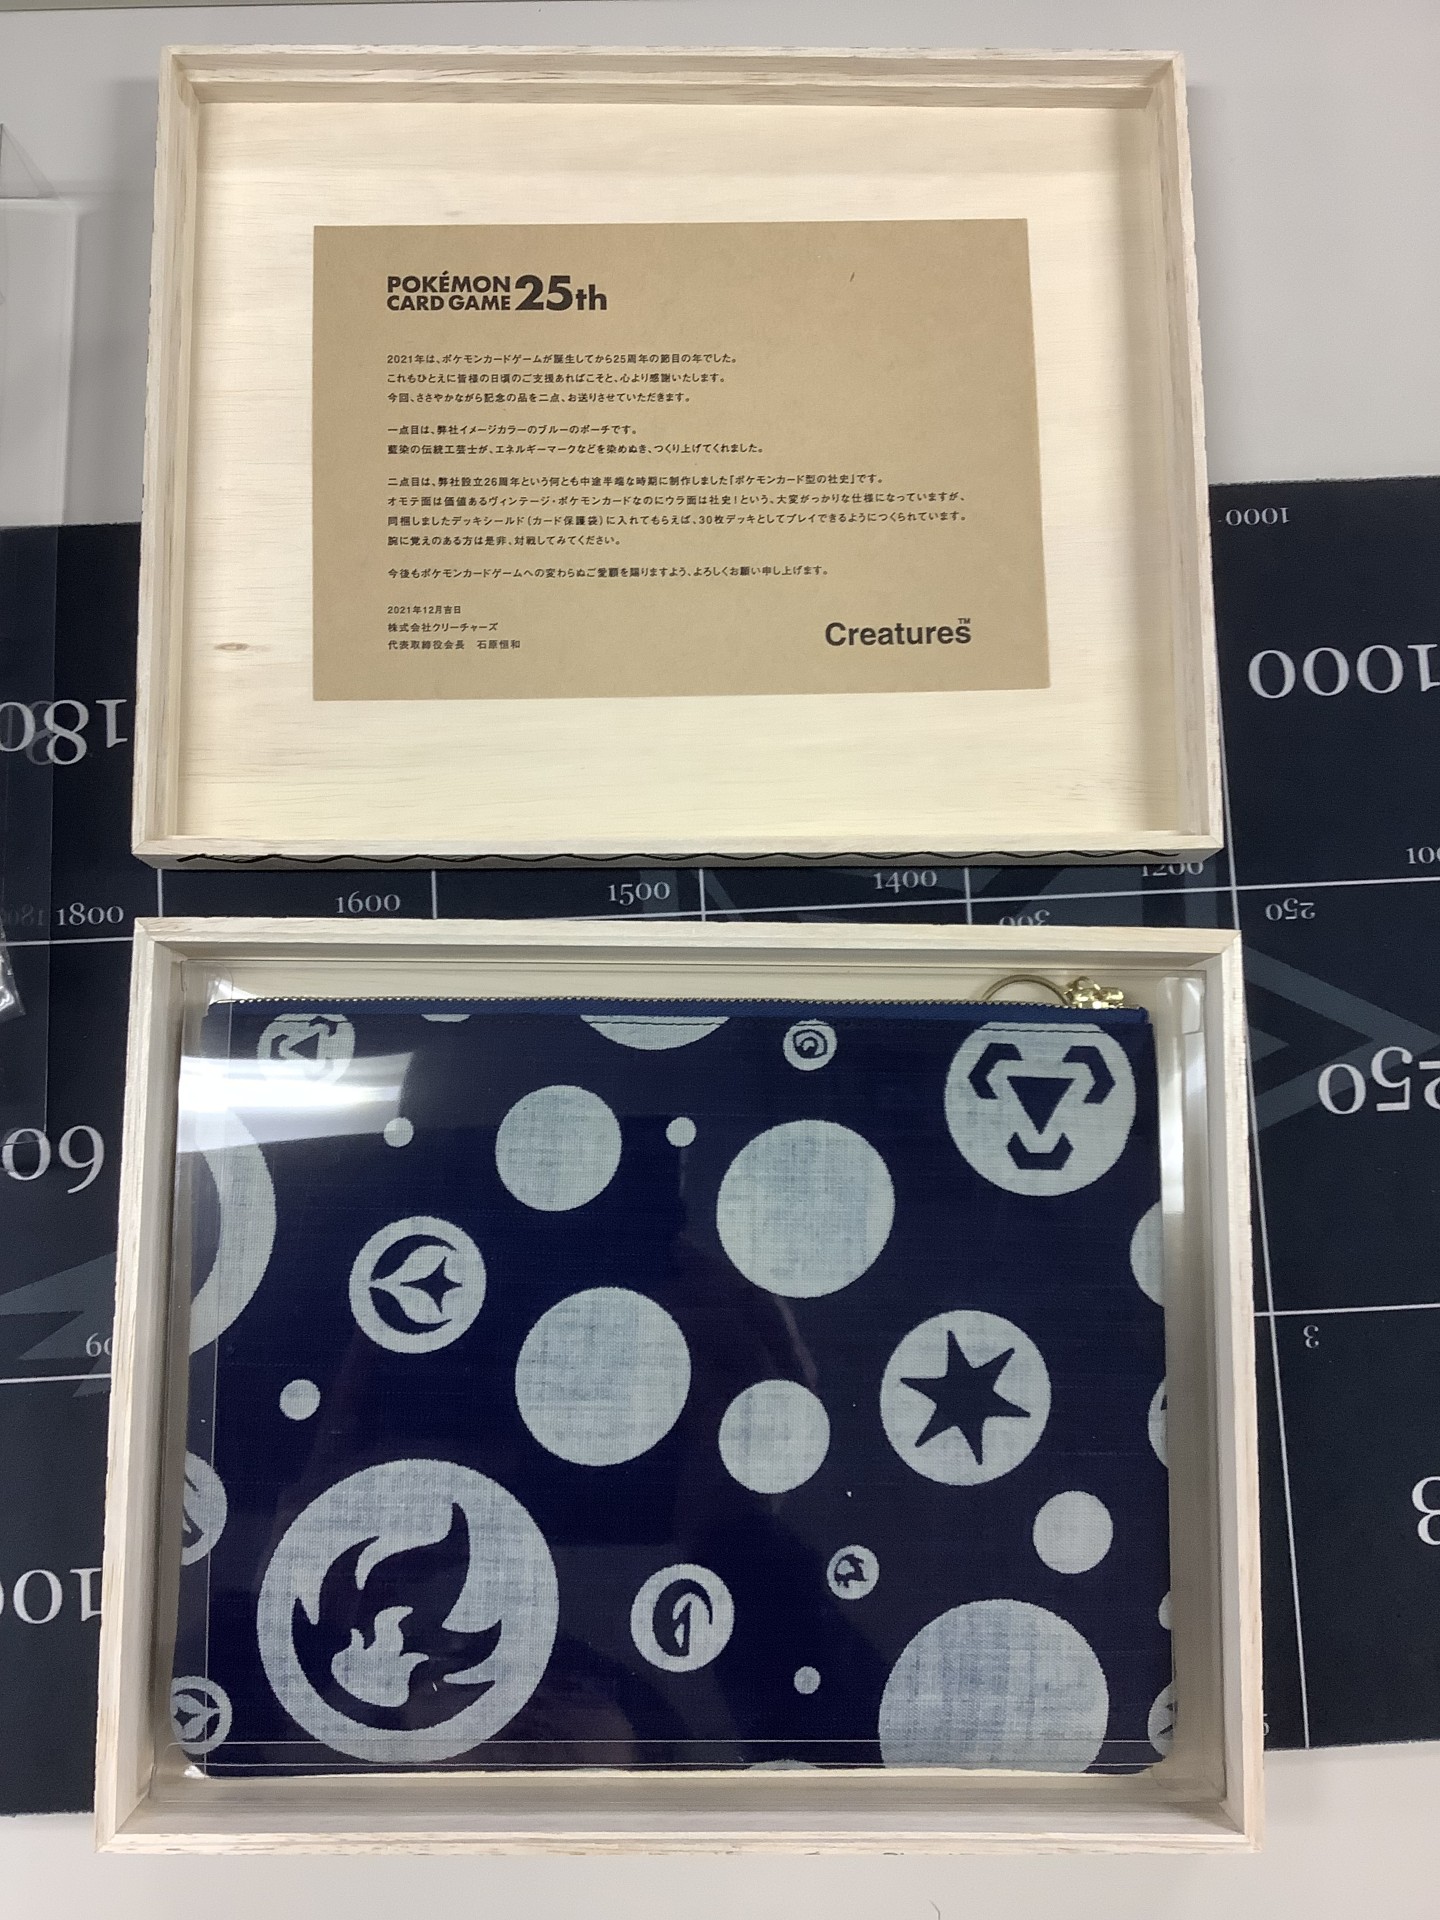 POKÉMON
CARD GAME 25th
2021年は、ポケモンカードゲームが誕生してから25周年の節目の年でした。
これもひとえに皆様の日頃のご支援あればこそと、心より感謝いたします。
今回、ささやかながら記念の品を二点、お送りさせていただきます。
一点目は、弊社イメージカラーのブルーのポーチです。
藍染の伝統工芸士が、エネルギーマークなどを染めぬき、つくり上げてくれました。
二点目は、弊社設立26周年という何とも中途半端な時期に制作しました「ポケモンカード型の社史」です。
オモテ面は価値あるヴィンテージ・ポケモンカードなのにウラ面は社史！という、大変がっかりな仕様になっていますが、
同梱しましたデッキシールド（カード保護袋）に入れてもらえば、30枚デッキとしてプレイできるようにつくられています。
腕に覚えのある方は是非、対戦してみてください。
今後もポケモンカードゲームへの変わらぬご愛顧を賜りますよう、よろしくお願い申し上げます。
2021年12月吉日
株式会社クリーチャーズ
代表取締役会長　石原恒和
Creatures™
1000
1000
180
1800
1600
1500
1400
1200
300
250
250
60
3